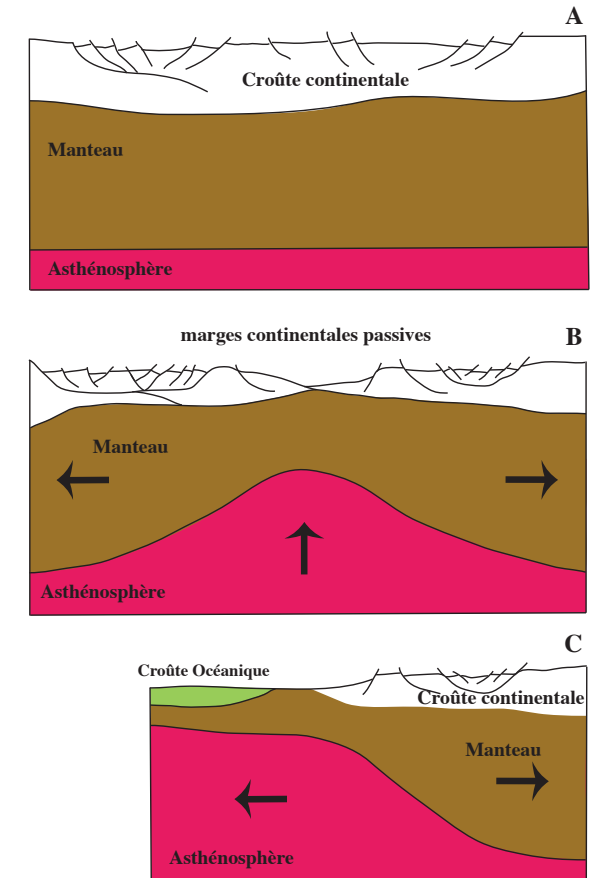 A
Croûte continentale
Manteau
Asthénosphère
marges continentales passives
B
Manteau
Asthénosphère
C
Croûte Océanique
Croûte continentale
Manteau
Asthénosphère